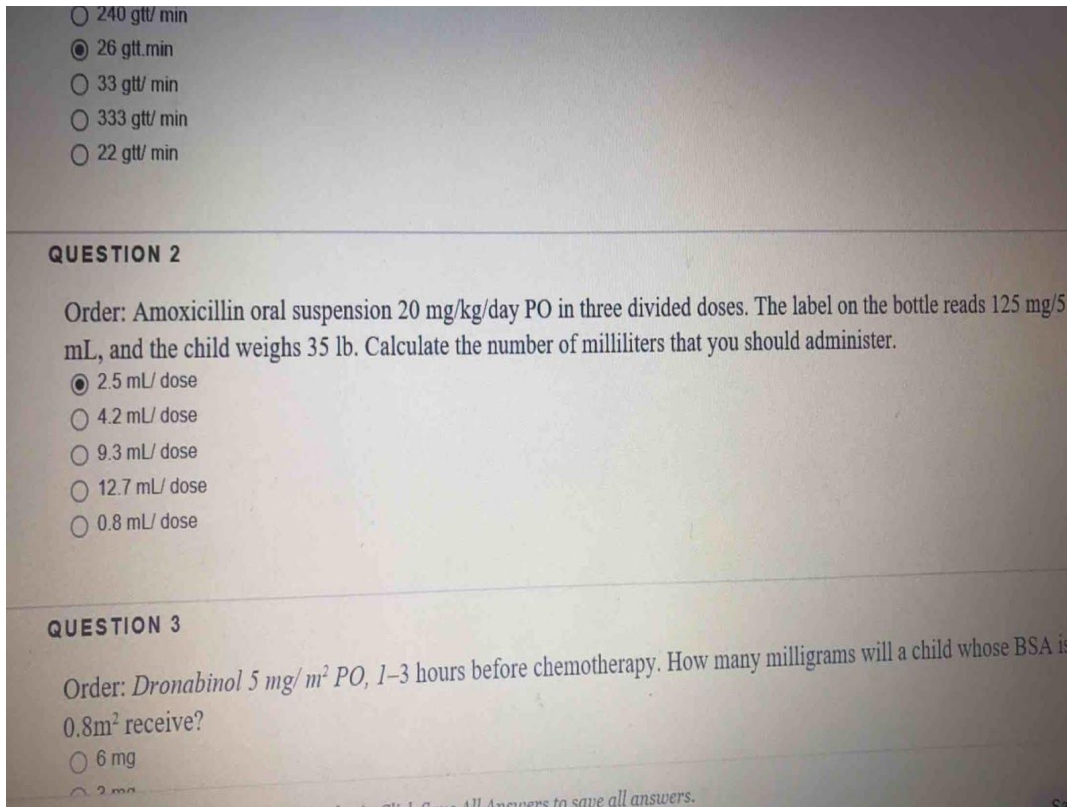 240 gtt/ min
26 gtt.min
33 gtt/ min
333 gtt/ min
22 gtt/ min
QUESTION 2
Order: Amoxicillin oral suspension 20 mg/kg/day PO in three divided doses. The label on the bottle reads 125 mg/5
mL, and the child weighs 35 lb. Calculate the number of milliliters that you should administer.
2.5 mL/ dose
4.2 mL/ dose
9.3 mL/ dose
12.7 mL/ dose
0.8 mL/ dose
QUESTION 3
Order: Dronabinol 5 mg/ m² PO, 1–3 hours before chemotherapy. How many milligrams will a child whose BSA is
0.8m² receive?
6 mg
All Answers to save all answers.